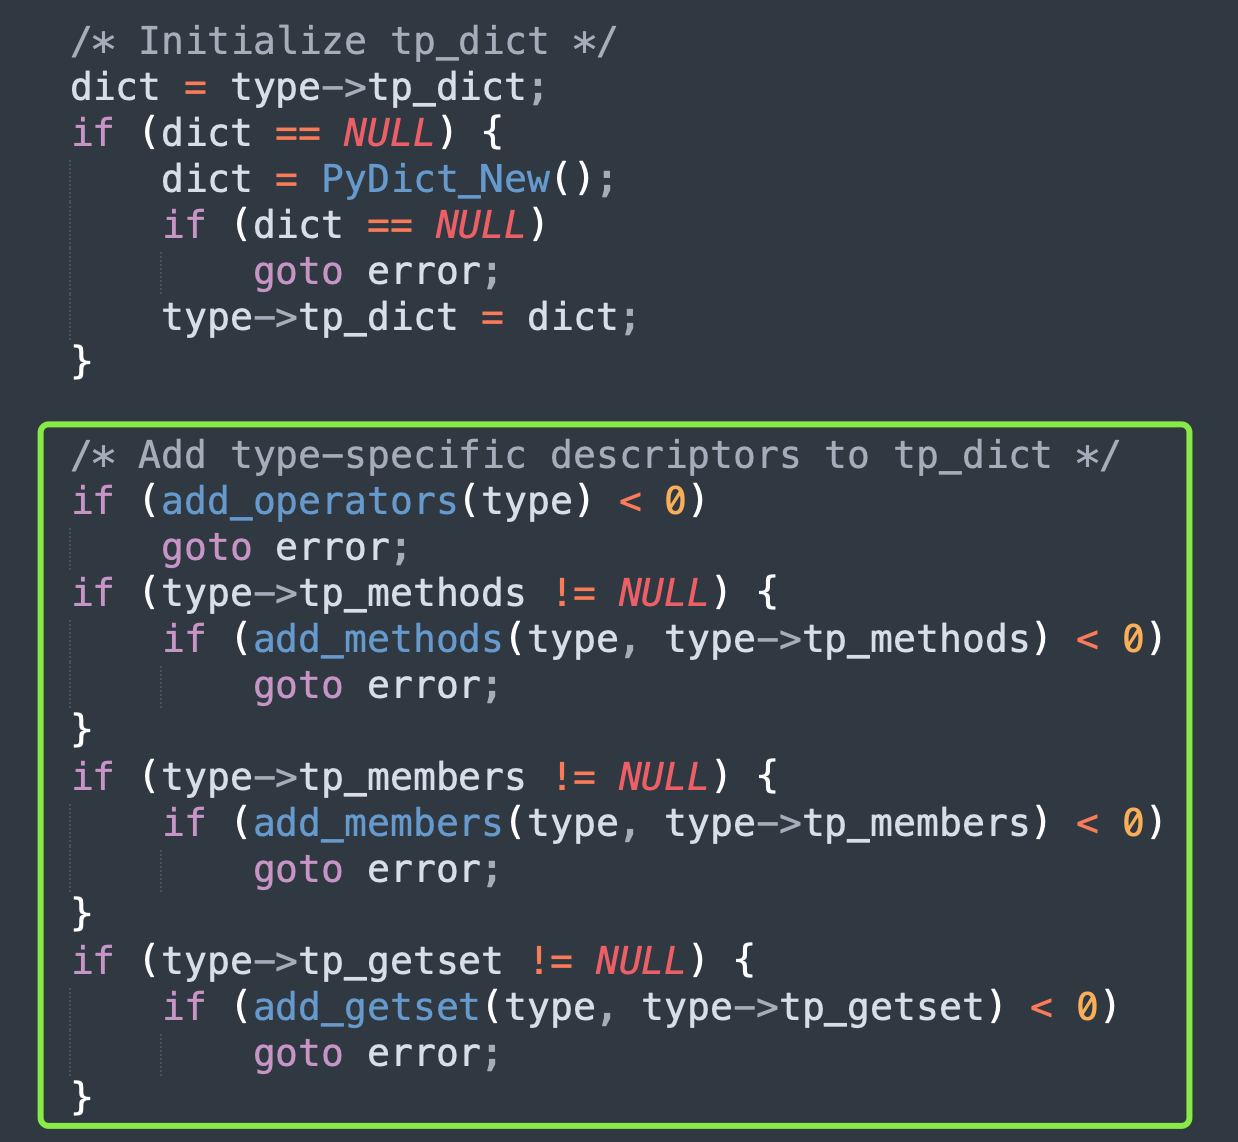 /* Initialize tp_dict */
dict = type->tp_dict;
if (dict == NULL) {
    dict = PyDict_New();
    if (dict == NULL)
        goto error;
    type->tp_dict = dict;
}

/* Add type-specific descriptors to tp_dict */
if (add_operators(type) < 0)
    goto error;
if (type->tp_methods != NULL) {
    if (add_methods(type, type->tp_methods) < 0)
        goto error;
}
if (type->tp_members != NULL) {
    if (add_members(type, type->tp_members) < 0)
        goto error;
}
if (type->tp_getset != NULL) {
    if (add_getset(type, type->tp_getset) < 0)
        goto error;
}